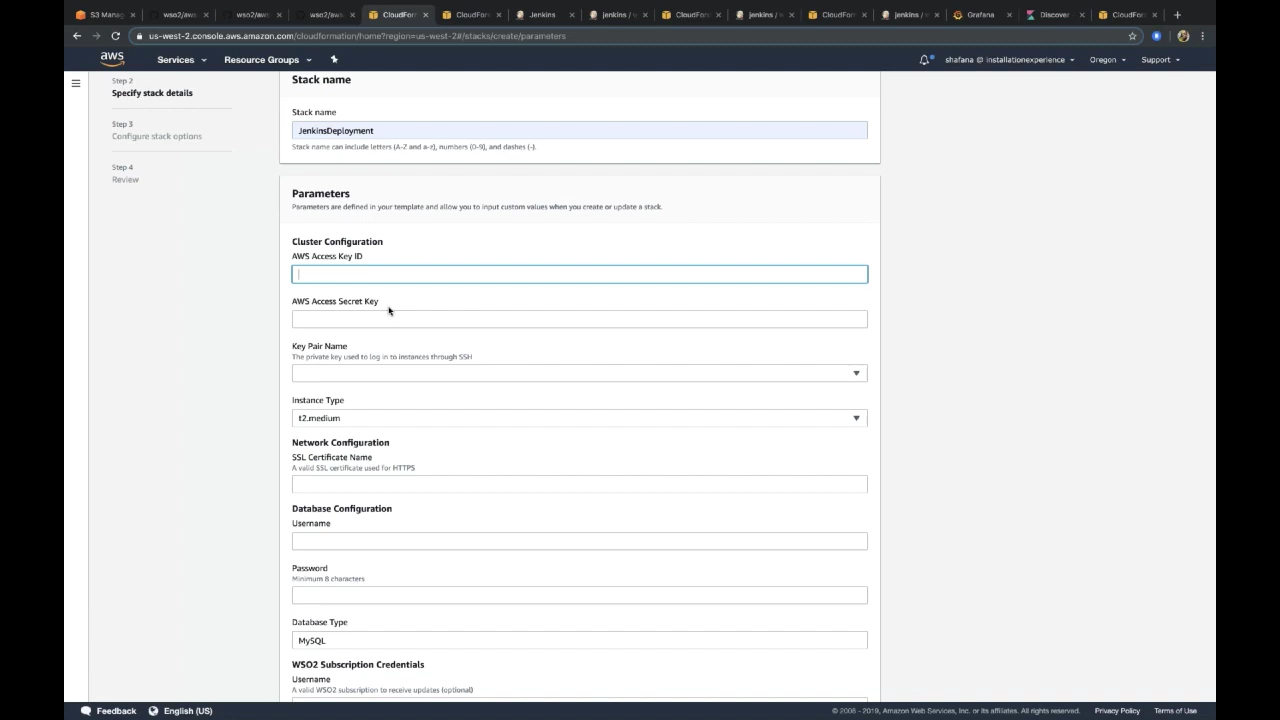 S3 Manag
wso2/aws
wso2/aws
wso2/aws
CloudForm
CloudForm
Jenkins
jenkins / w
CloudForm
jenkins / w
CloudForm
jenkins / w
Grafana
Discover -
CloudForm
us-west-2.console.aws.amazon.com/cloudformation/home?region=us-west-2#/stacks/create/parameters
aws
Services
Resource Groups
shafana @ installationexperience
Oregon
Support
Step 2
Specify stack details
Step 3
Configure stack options
Step 4
Review
Stack name
Stack name
JenkinsDeployment
Stack name can include letters (A-Z and a-z), numbers (0-9), and dashes (-).
Parameters
Parameters are defined in your template and allow you to input custom values when you create or update a stack.
Cluster Configuration
AWS Access Key ID
AWS Access Secret Key
Key Pair Name
The private key used to log in to instances through SSH
Instance Type
t2.medium
Network Configuration
SSL Certificate Name
A valid SSL certificate used for HTTPS
Database Configuration
Username
Password
Minimum 8 characters
Database Type
MySQL
WSO2 Subscription Credentials
Username
A valid WSO2 subscription to receive updates (optional)
Feedback
English (US)
© 2008 - 2019, Amazon Web Services, Inc. or its affiliates. All rights reserved.
Privacy Policy
Terms of Use